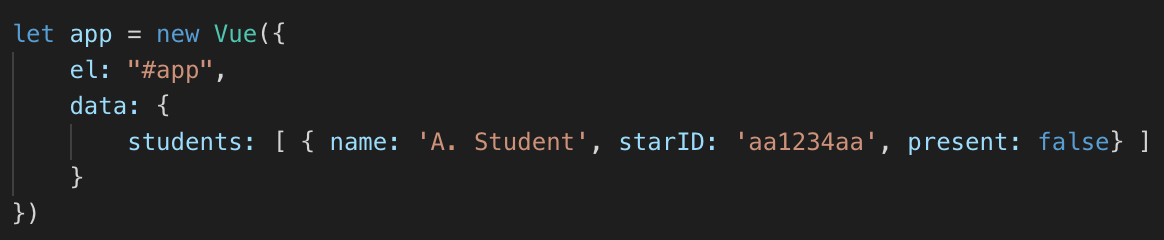 let app = new Vue({
    el: "#app",
    data: {
        students: [ { name: 'A. Student', starID: 'aa1234aa', present: false} ]
    }
})